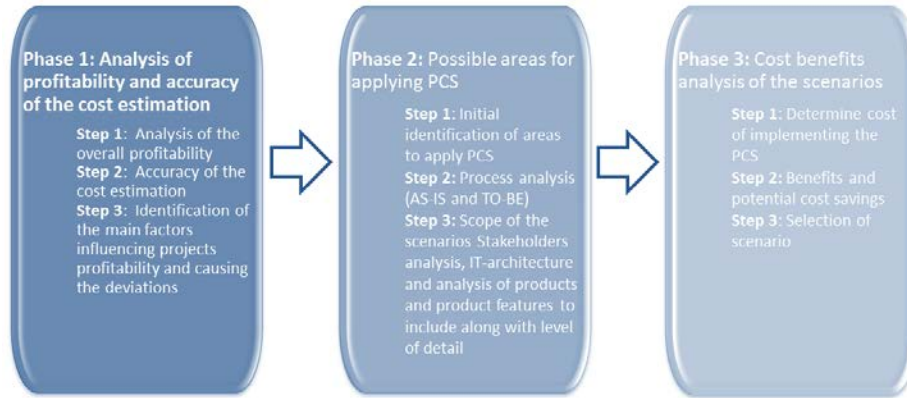 Phase 1: Analysis of
profitability and accuracy
of the cost estimation
Step 1: Analysis of the
overall profitability
Step 2: Accuracy of the
cost estimation
Step 3: Identification of
the main factors
influencing projects
profitability and causing
the deviations
Phase 2: Possible areas for
applying PCS
Step 1: Initial
identification of areas
to apply PCS
Step 2: Process analysis
(AS-IS and TO-BE)
Step 3: Scope of the
scenarios Stakeholders
analysis, IT-architecture
and analysis of products
and product features to
include along with level
of detail
Phase 3: Cost benefits
analysis of the scenarios
Step 1: Determine cost
of implementing the
PCS
Step 2: Benefits and
potential cost savings
Step 3: Selection of
scenario